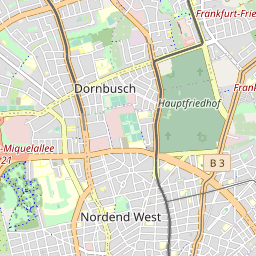 Frankfurt-Frie
Dornbusch
Hauptfriedhof
Frank
-Miquelallee
21
B 3
Nordend West